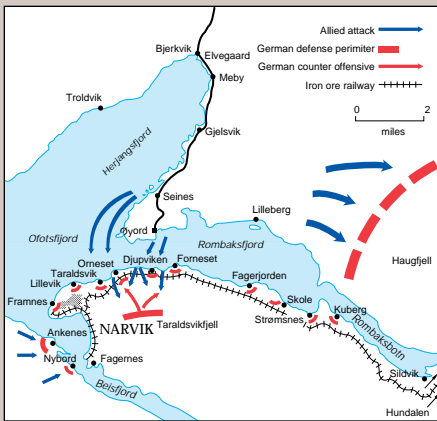 Allied attack
German defense perimiter
German counter offensive
Iron ore railway
0 2
miles
Bjerkvik
Elvegaard
Meby
Troldvik
Gjelsvik
Herjangsfjord
Seines
Lilleberg
Øyord
Ofotsfjord
Rombaksfjord
Orneset
Djupviken
Forneset
Haugfjell
Taraldsvik
Lillevik
Fagerjorden
Framnes
Skole
Kuberg
NARVIK
Taraldsvikfjell
Strømsnes
Ankenes
Rombaksbotn
Nybord
Fagernes
Sildvik
Beisfjord
Hundalen